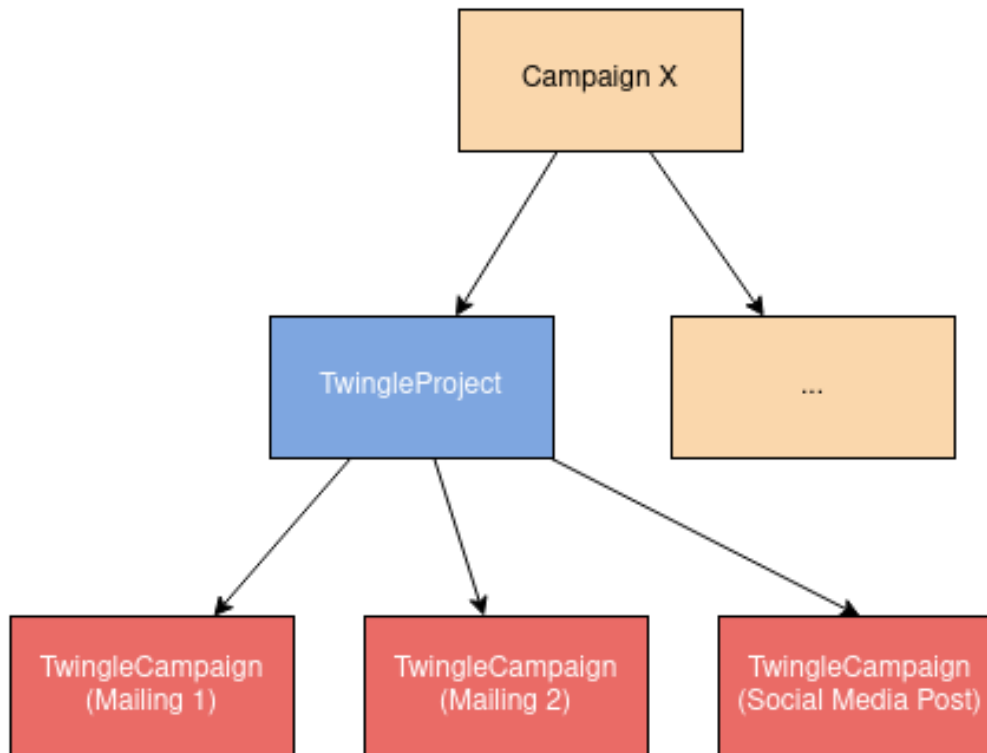 Campaign X
TwingleProject
...
TwingleCampaign
(Mailing 1)
TwingleCampaign
(Mailing 2)
TwingleCampaign
(Social Media Post)